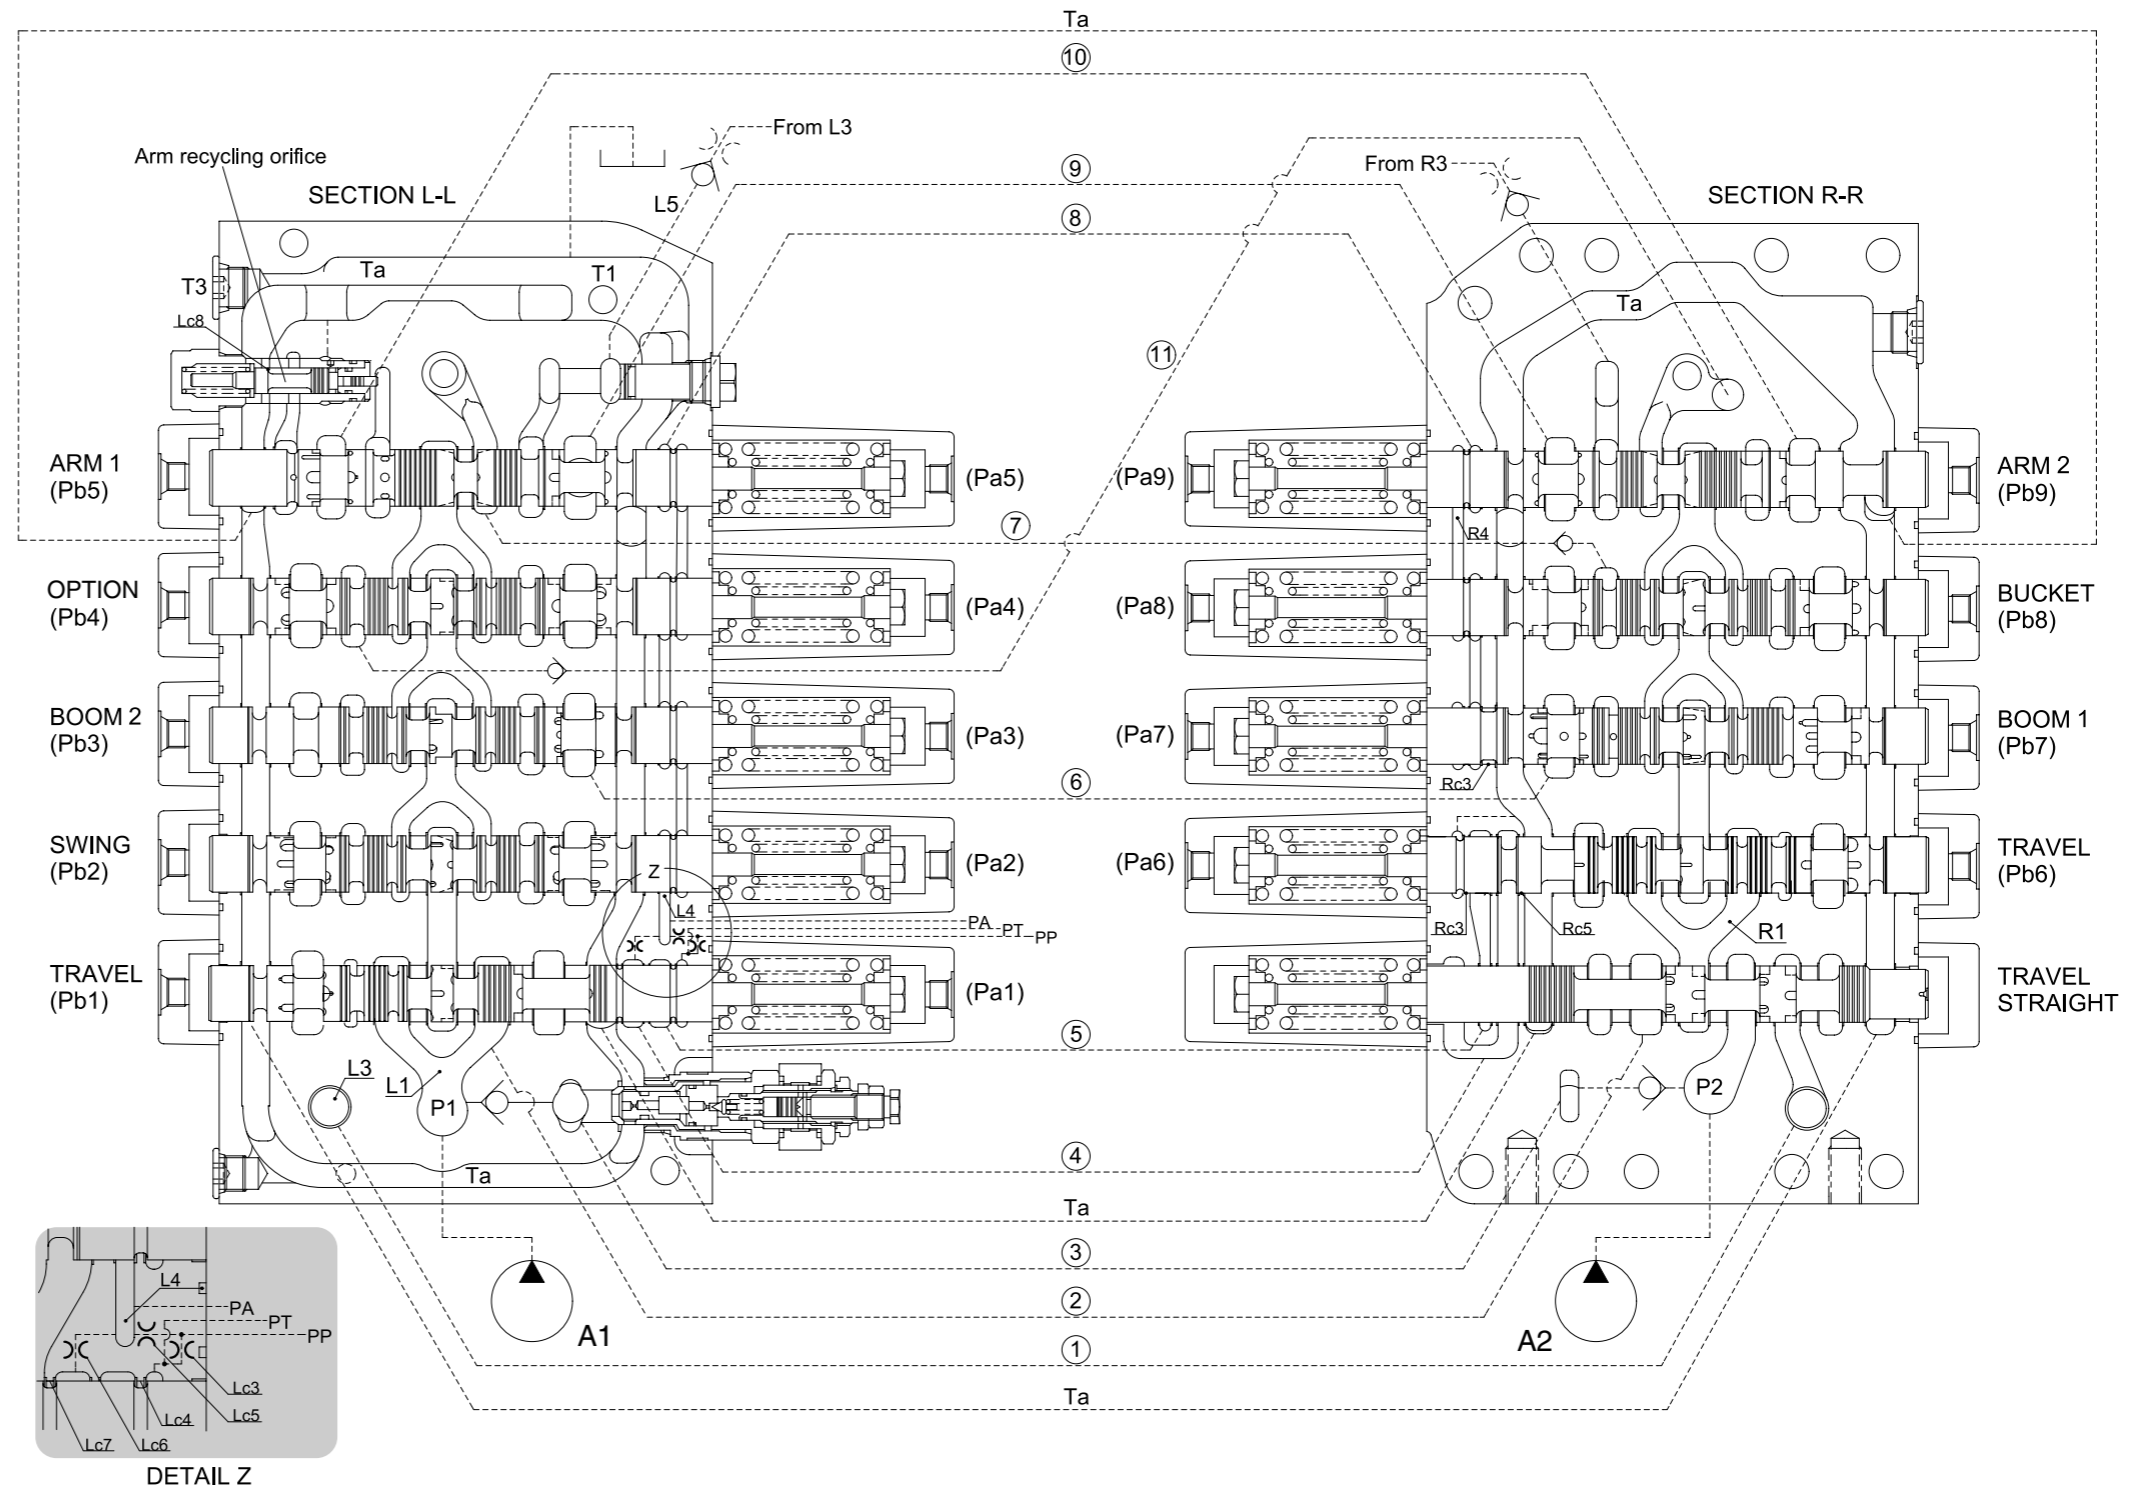 Ta
⑩
From L3
Arm recycling orifice
⑨
From R3
SECTION L-L
L5
⑧
SECTION R-R
Ta
T1
T3
Ta
Lc8
⑪
ARM 1
(Pb5)
(Pa5)
(Pa9)
ARM 2
(Pb9)
⑦
R4
OPTION
(Pb4)
(Pa4)
(Pa8)
BUCKET
(Pb8)
BOOM 2
(Pb3)
(Pa3)
(Pa7)
BOOM 1
(Pb7)
⑥
Rc3
SWING
(Pb2)
(Pa2)
(Pa6)
TRAVEL
(Pb6)
Z
L4
PA
PT
PP
Rc3
Rc5
R1
TRAVEL
(Pb1)
(Pa1)
TRAVEL
STRAIGHT
⑤
L3
L1
P1
P2
④
Ta
Ta
③
②
A1
A2
①
Ta
L4
PA
PT
PP
Lc3
Lc5
Lc4
Lc7
Lc6
DETAIL Z